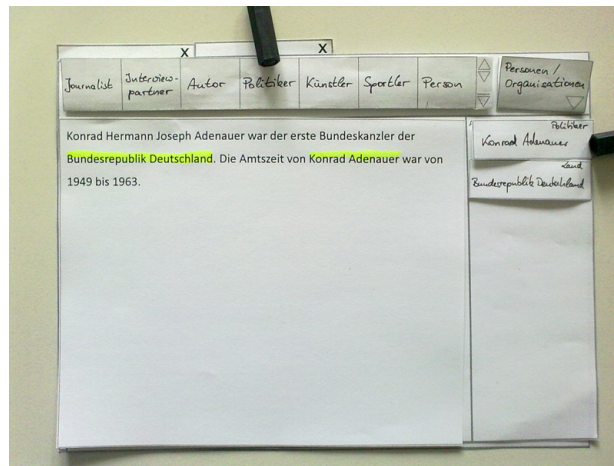 X X
Journalist Interview-partner Autor Politiker Künstler Sportler Person
Personen /
Organisationen
Konrad Hermann Joseph Adenauer war der erste Bundeskanzler der
Bundesrepublik Deutschland. Die Amtszeit von Konrad Adenauer war von
1949 bis 1963.
Politiker
Konrad Adenauer
Land
Bundesrepublik Deutschland